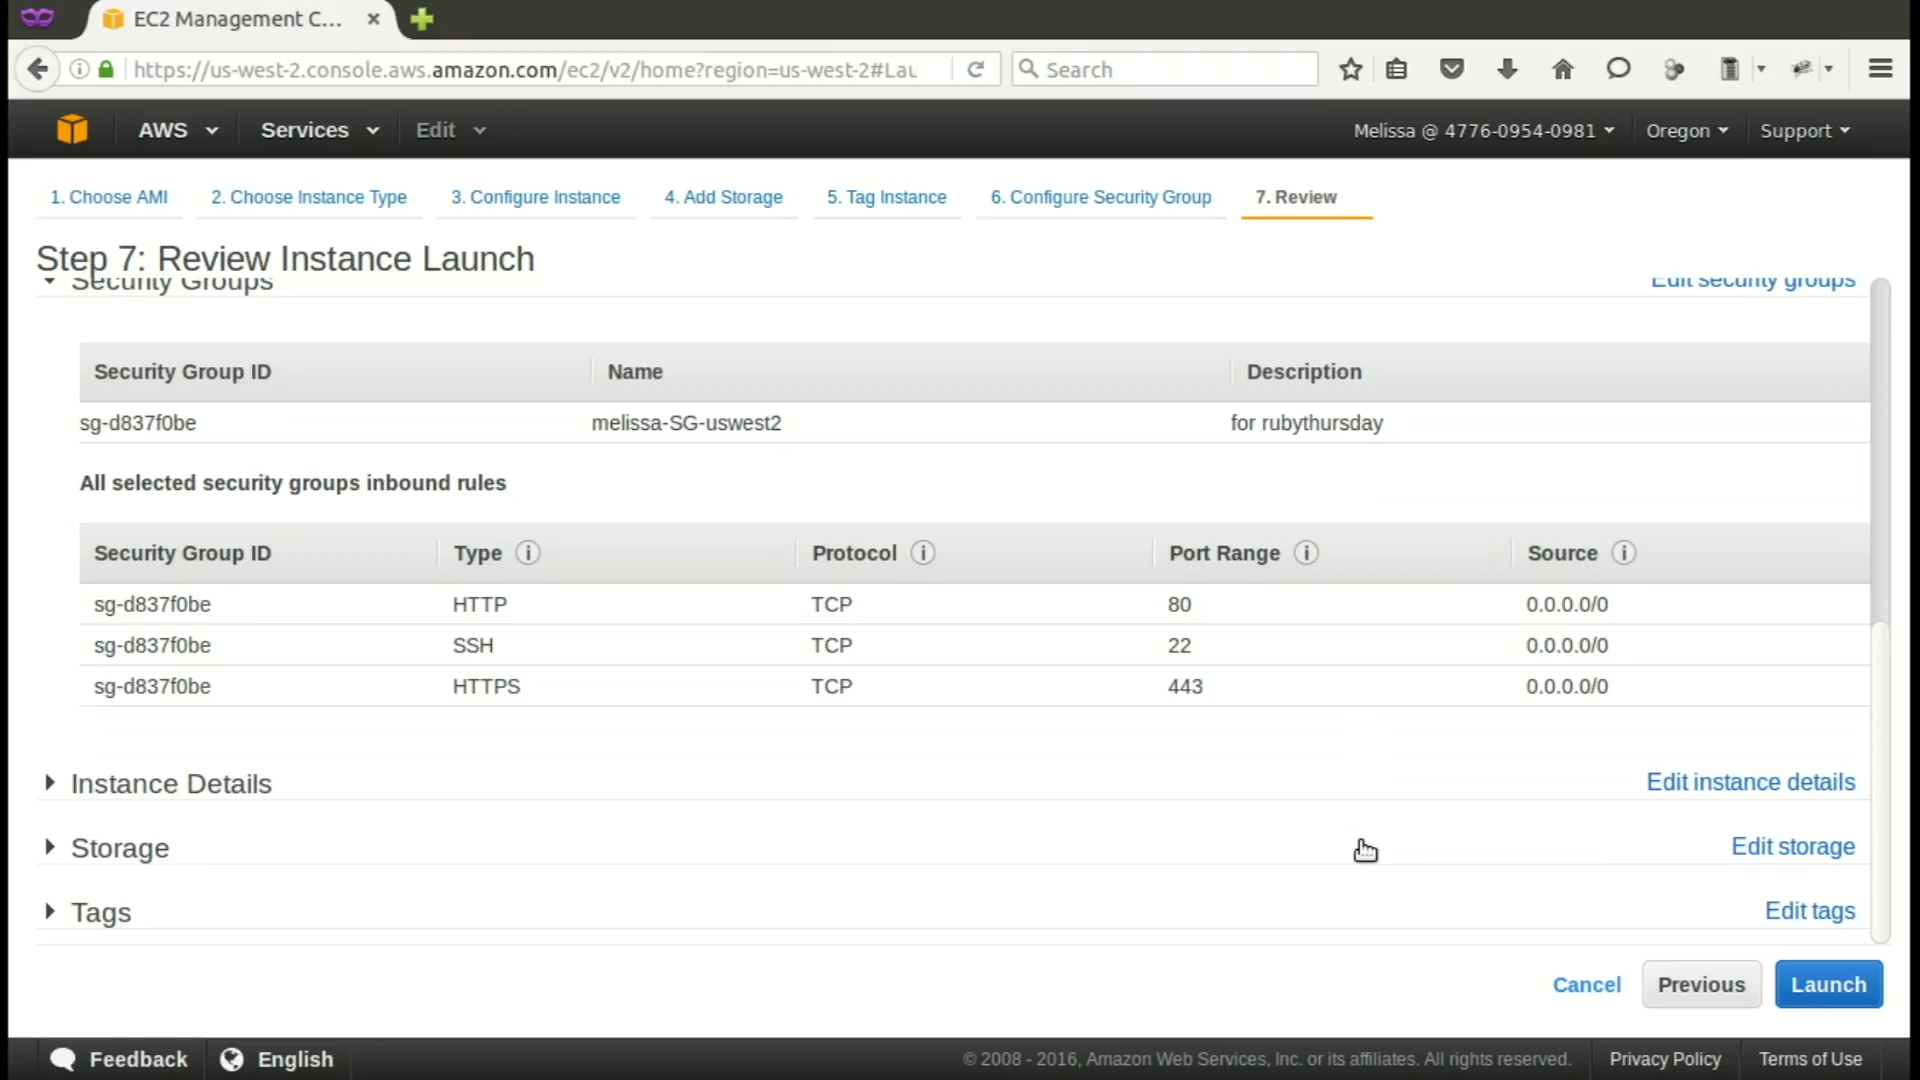 EC2 Management C...
https://us-west-2.console.aws.amazon.com/ec2/v2/home?region=us-west-2#Lau
Search
AWS
Services
Edit
Melissa @ 4776-0954-0981
Oregon
Support
1. Choose AMI
2. Choose Instance Type
3. Configure Instance
4. Add Storage
5. Tag Instance
6. Configure Security Group
7. Review
Step 7: Review Instance Launch
Security Groups
Edit security groups
Security Group ID Name Description
sg-d837f0be melissa-SG-uswest2 for rubythursday
All selected security groups inbound rules
Security Group ID Type Protocol Port Range Source
sg-d837f0be HTTP TCP 80 0.0.0.0/0
sg-d837f0be SSH TCP 22 0.0.0.0/0
sg-d837f0be HTTPS TCP 443 0.0.0.0/0
Instance Details
Edit instance details
Storage
Edit storage
Tags
Edit tags
Cancel
Previous
Launch
Feedback
English
© 2008 - 2016, Amazon Web Services, Inc. or its affiliates. All rights reserved.
Privacy Policy
Terms of Use